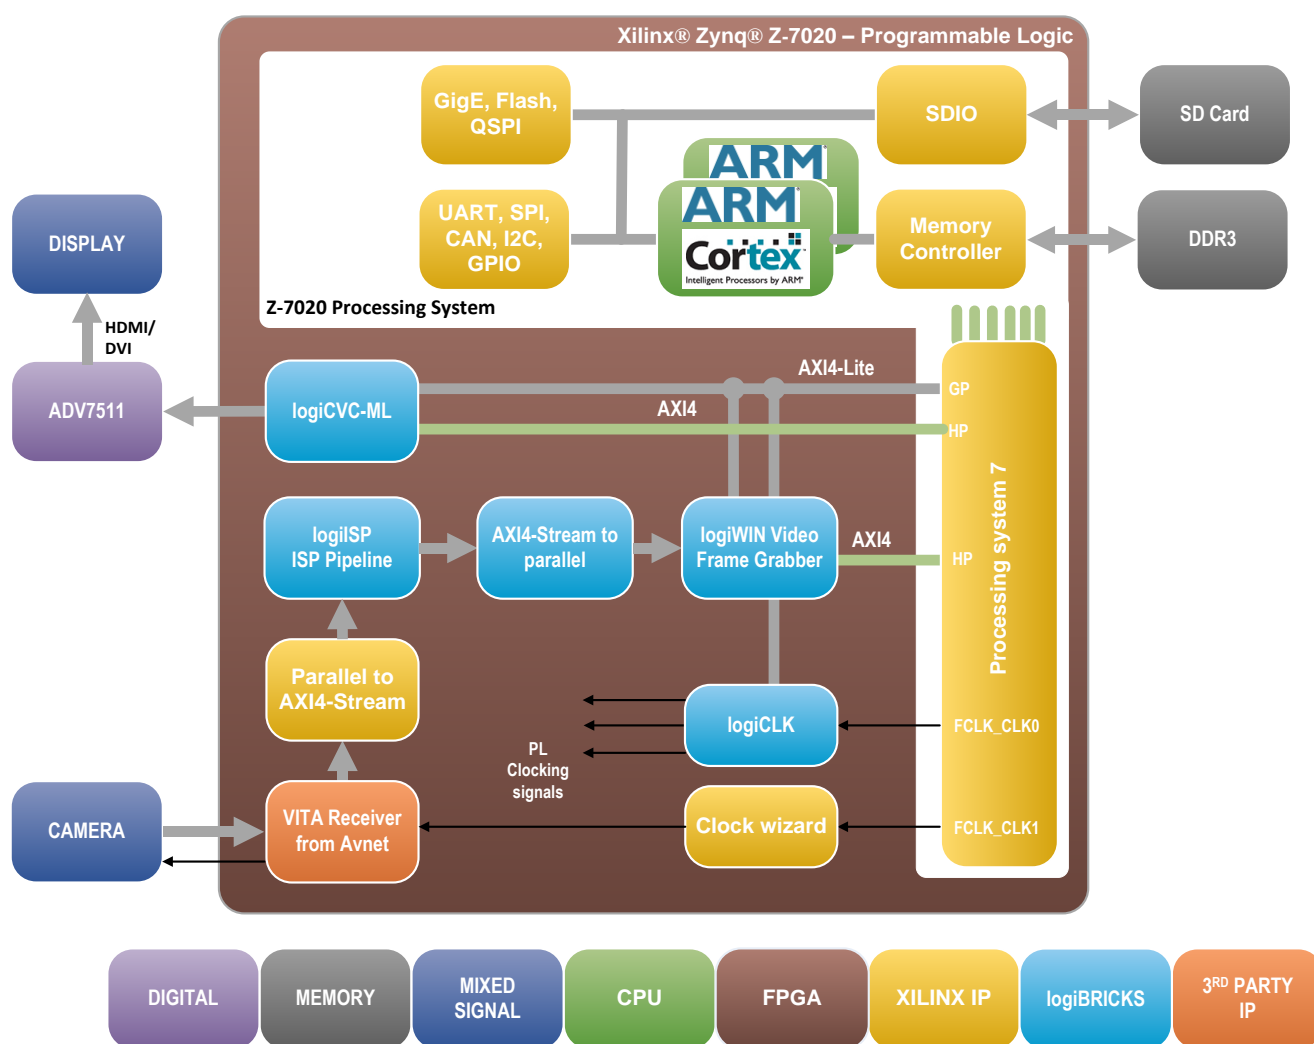 Xilinx® Zynq® Z-7020 – Programmable Logic
GigE, Flash,
QSPI
SDIO
SD Card
ARM
ARM
Cortex
Intelligent Processors by ARM®
UART, SPI,
CAN, I2C,
GPIO
Memory
Controller
DDR3
DISPLAY
Z-7020 Processing System
HDMI/
DVI
ADV7511
logiCVC-ML
AXI4-Lite
AXI4
GP
HP
logiISP
ISP Pipeline
AXI4-Stream to
parallel
logiWIN Video
Frame Grabber
AXI4
HP
Processing system 7
Parallel to
AXI4-Stream
logiCLK
FCLK_CLK0
PL
Clocking
signals
CAMERA
VITA Receiver
from Avnet
Clock wizard
FCLK_CLK1
DIGITAL
MEMORY
MIXED
SIGNAL
CPU
FPGA
XILINX IP
logiBRICKS
3RD PARTY
IP